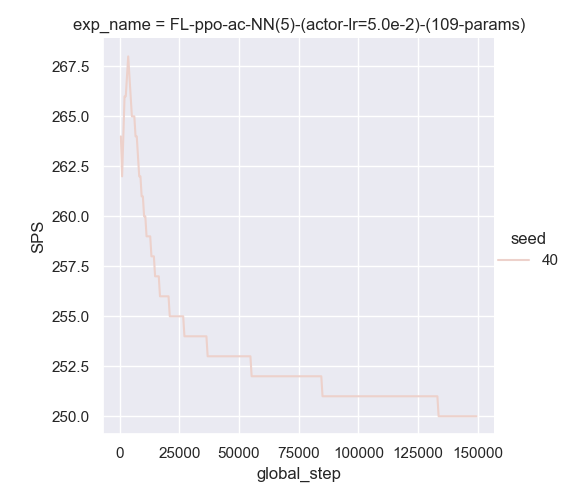 exp_name = FL-ppo-ac-NN(5)-(actor-lr=5.0e-2)-(109-params)
267.5
265.0
262.5
260.0
257.5
255.0
252.5
250.0
SPS
0 25000 50000 75000 100000 125000 150000
global_step
seed
40